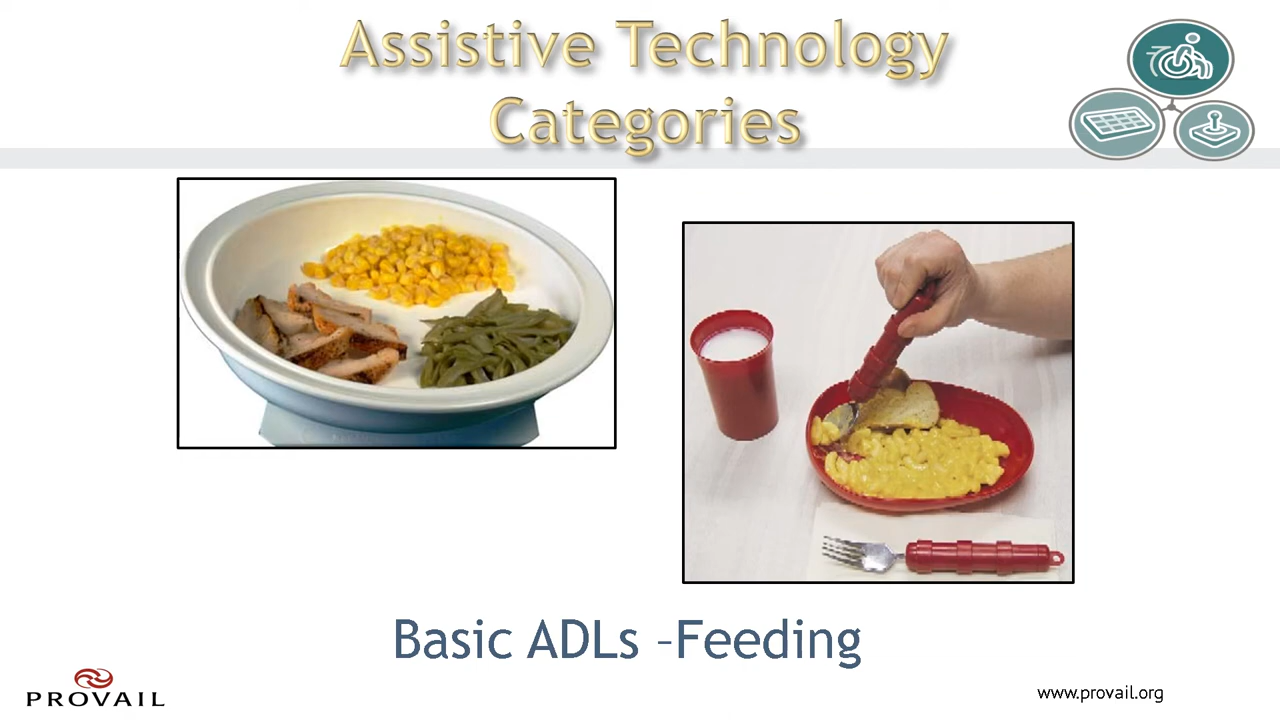 Assistive Technology
Categories
Basic ADLs –Feeding
PROVAIL
www.provail.org